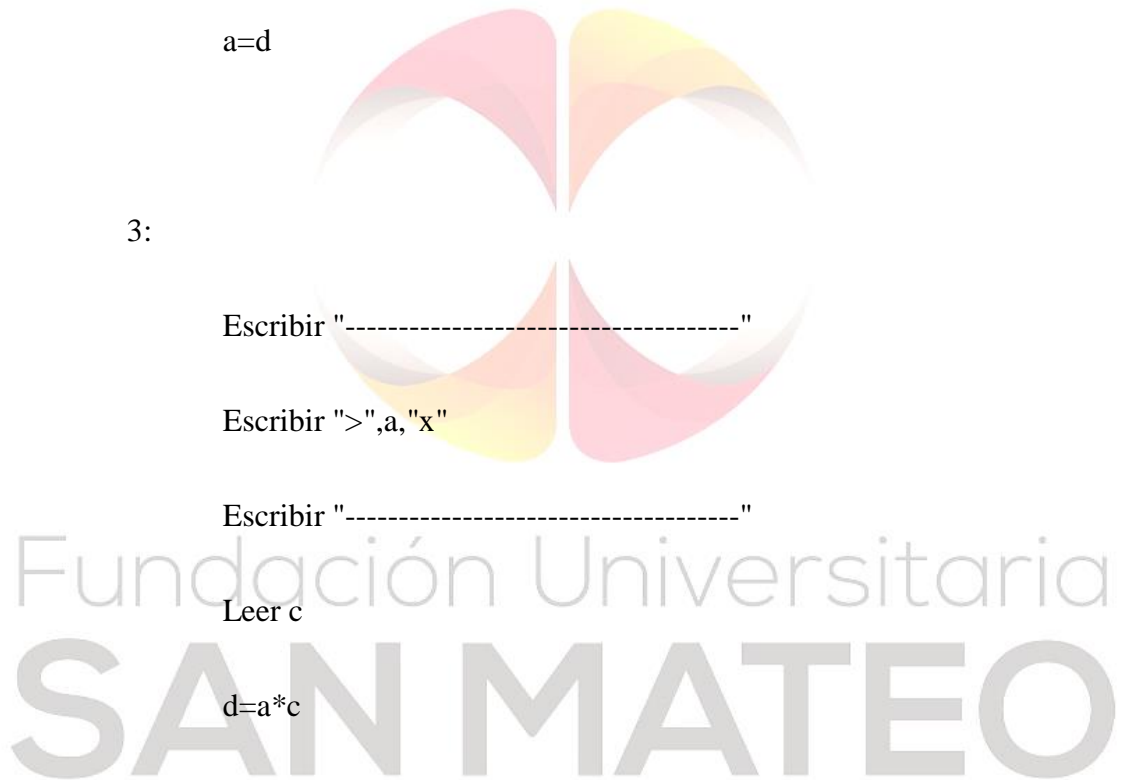 a=d
3:
Escribir "-------------------------------------"
Escribir ">",a,"x"
Escribir "-------------------------------------"
Fundación Universitaria
Leer c
SAN MATEO
d=a*c